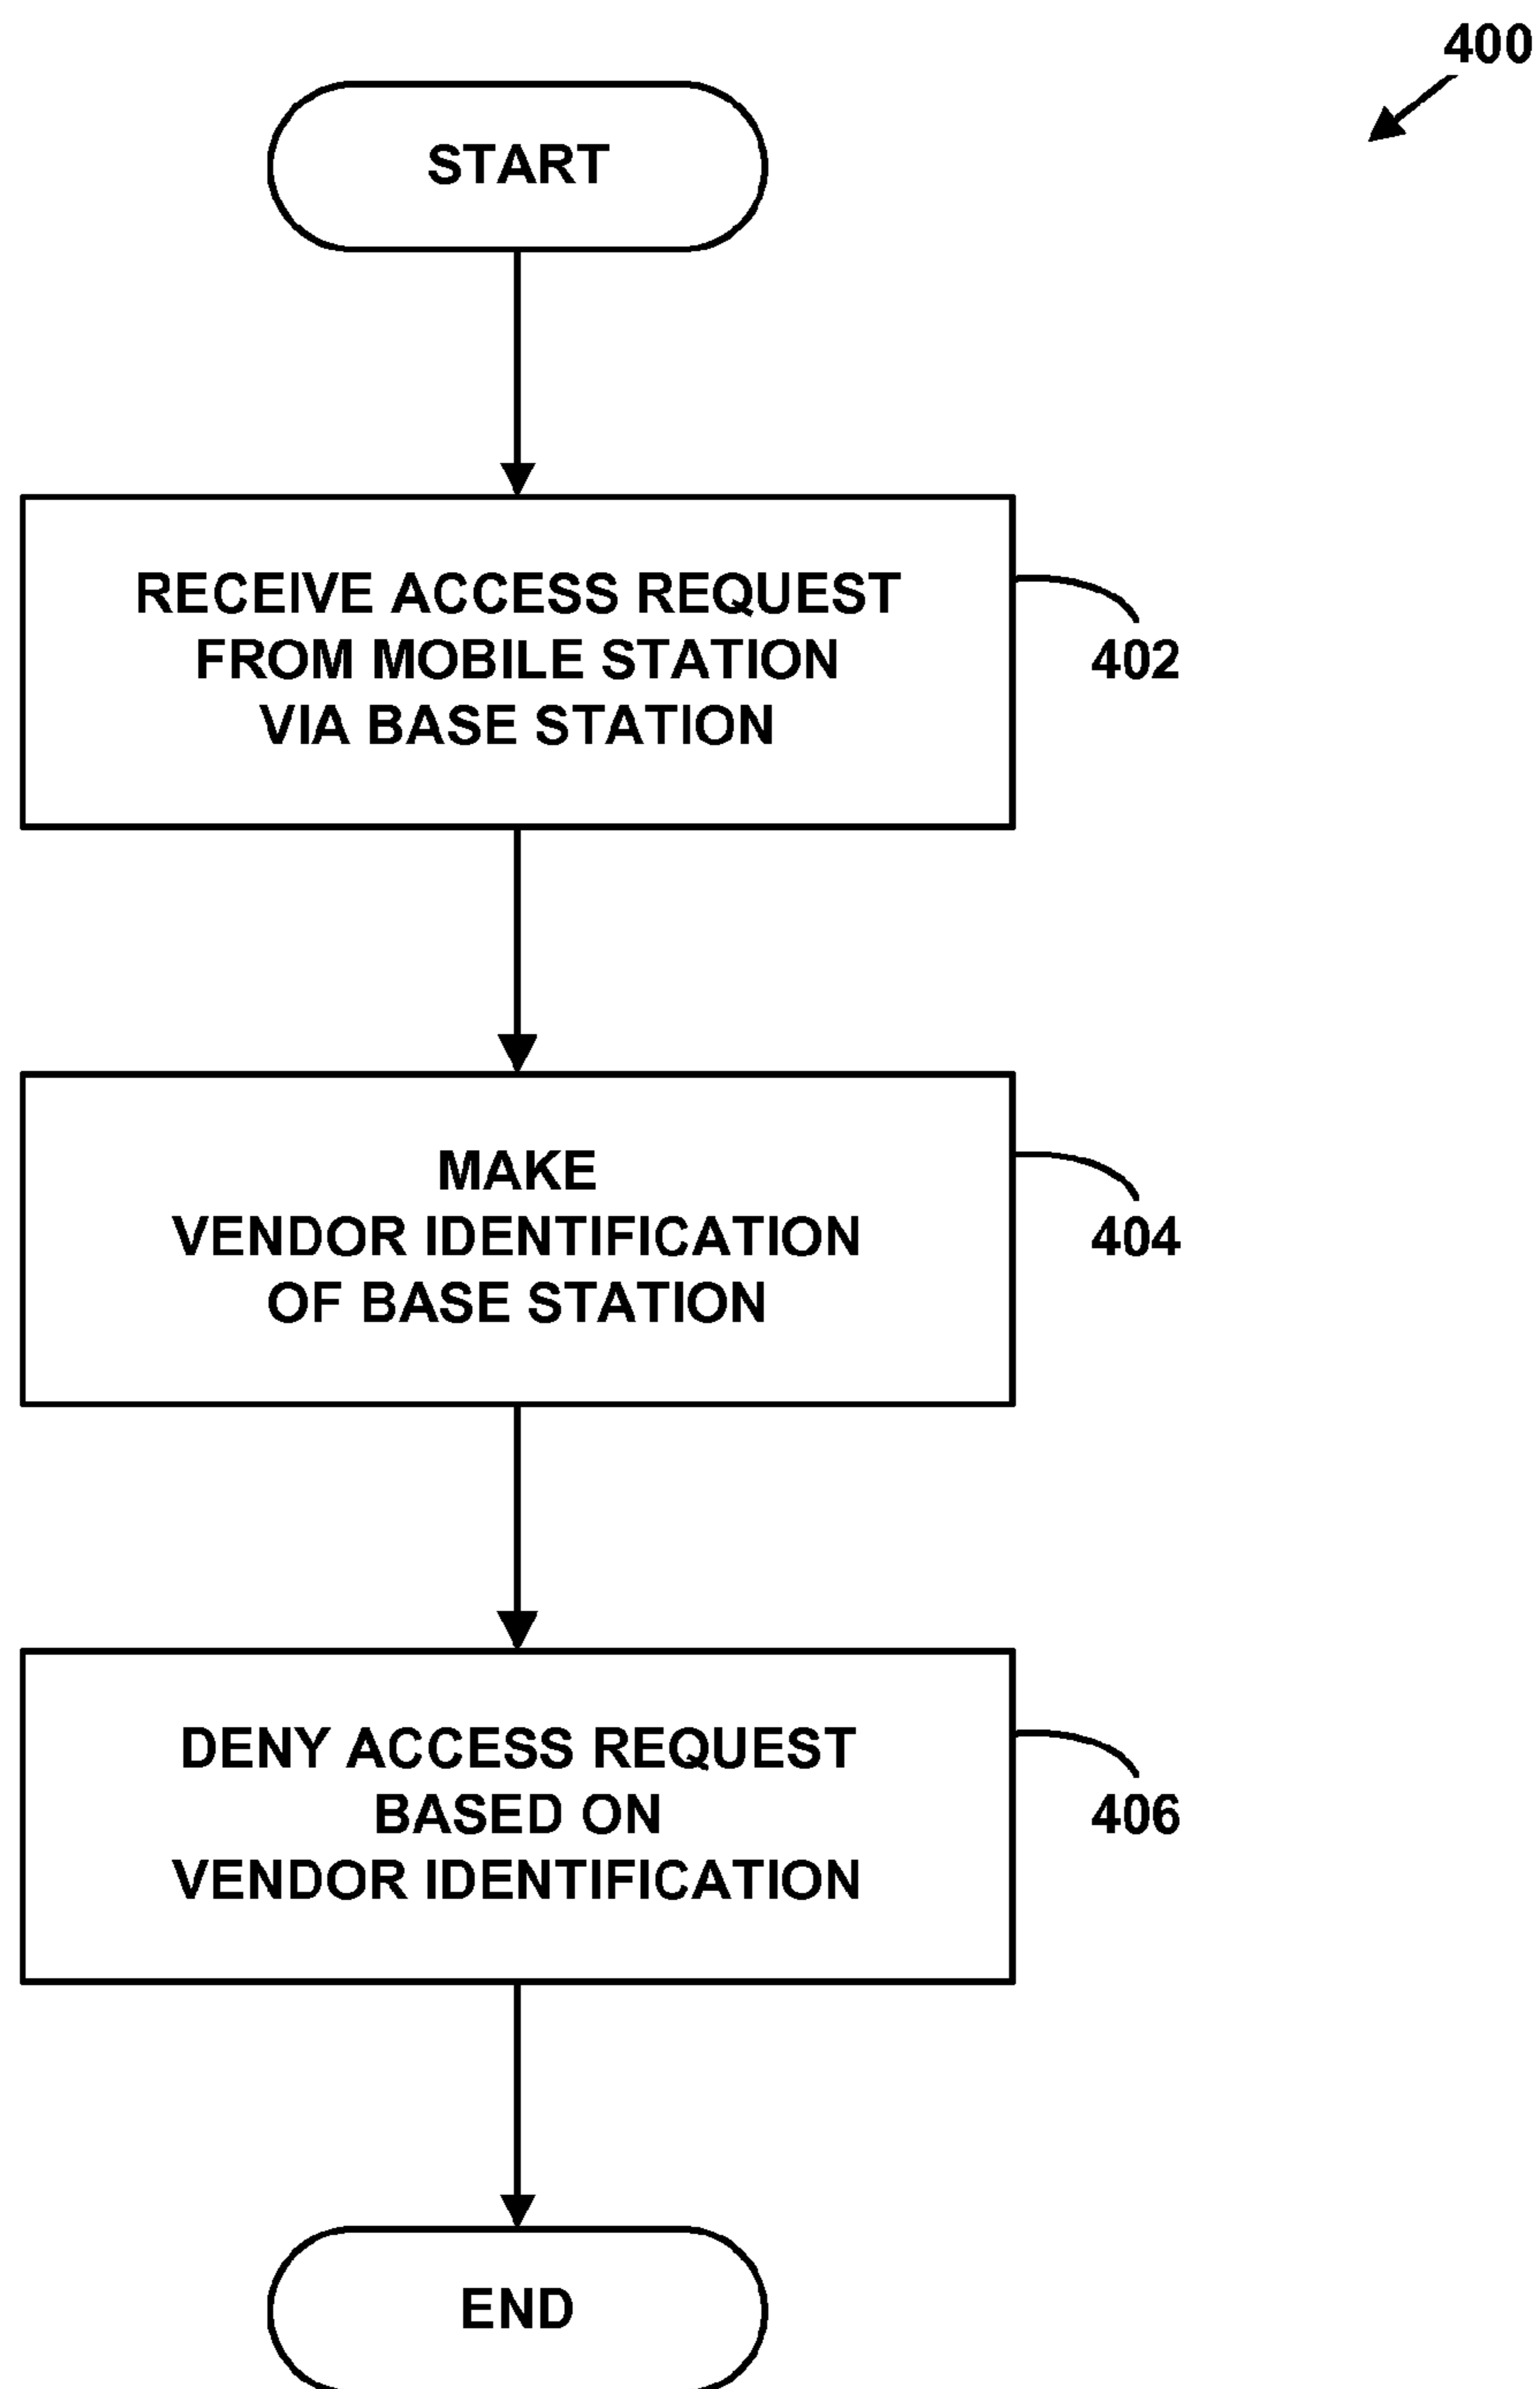 400
START
RECEIVE ACCESS REQUEST
FROM MOBILE STATION
VIA BASE STATION
402
MAKE
VENDOR IDENTIFICATION
OF BASE STATION
404
DENY ACCESS REQUEST
BASED ON
VENDOR IDENTIFICATION
406
END